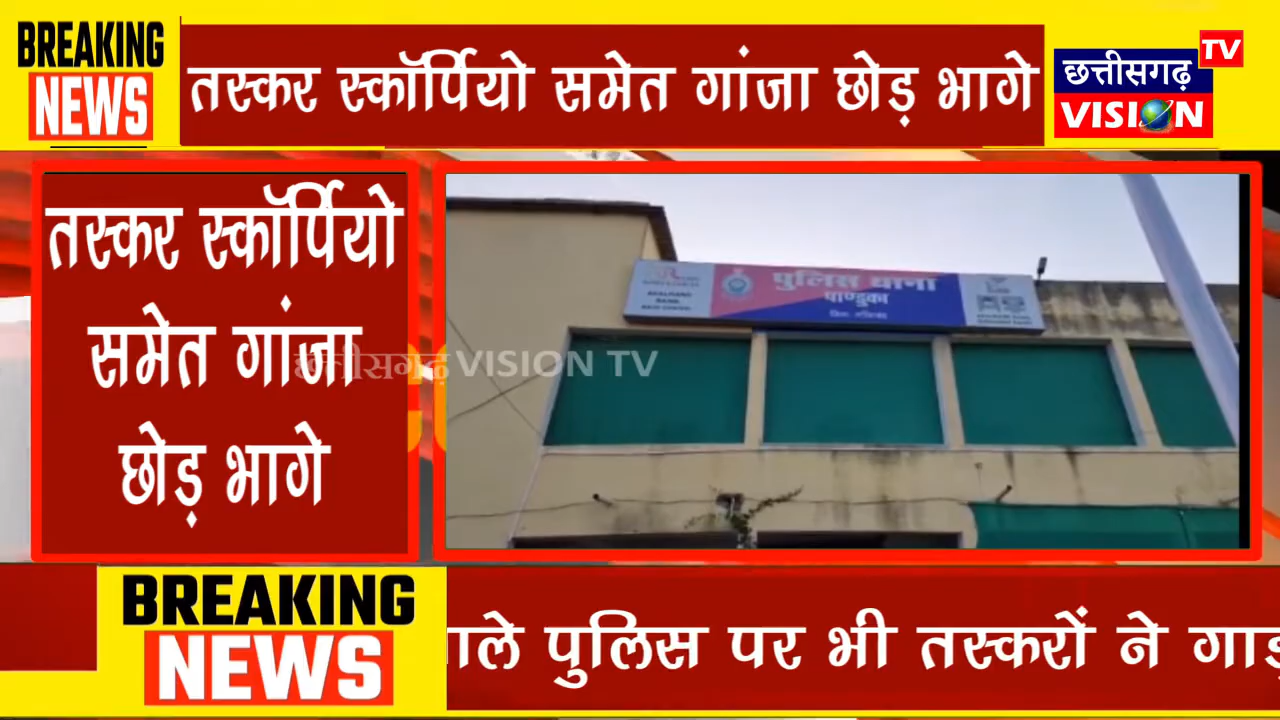 BREAKING
NEWS
तस्कर स्कॉर्पियो समेत गांजा छोड़ भागे
छत्तीसगढ़
TV
VISION
तस्कर स्कॉर्पियो
समेत गांजा
छोड़ भागे
छत्तीसगढ़ VISION TV
पुलिस थाना
पाण्डुका
BREAKING
NEWS
ाले पुलिस पर भी तस्करों ने गाड़